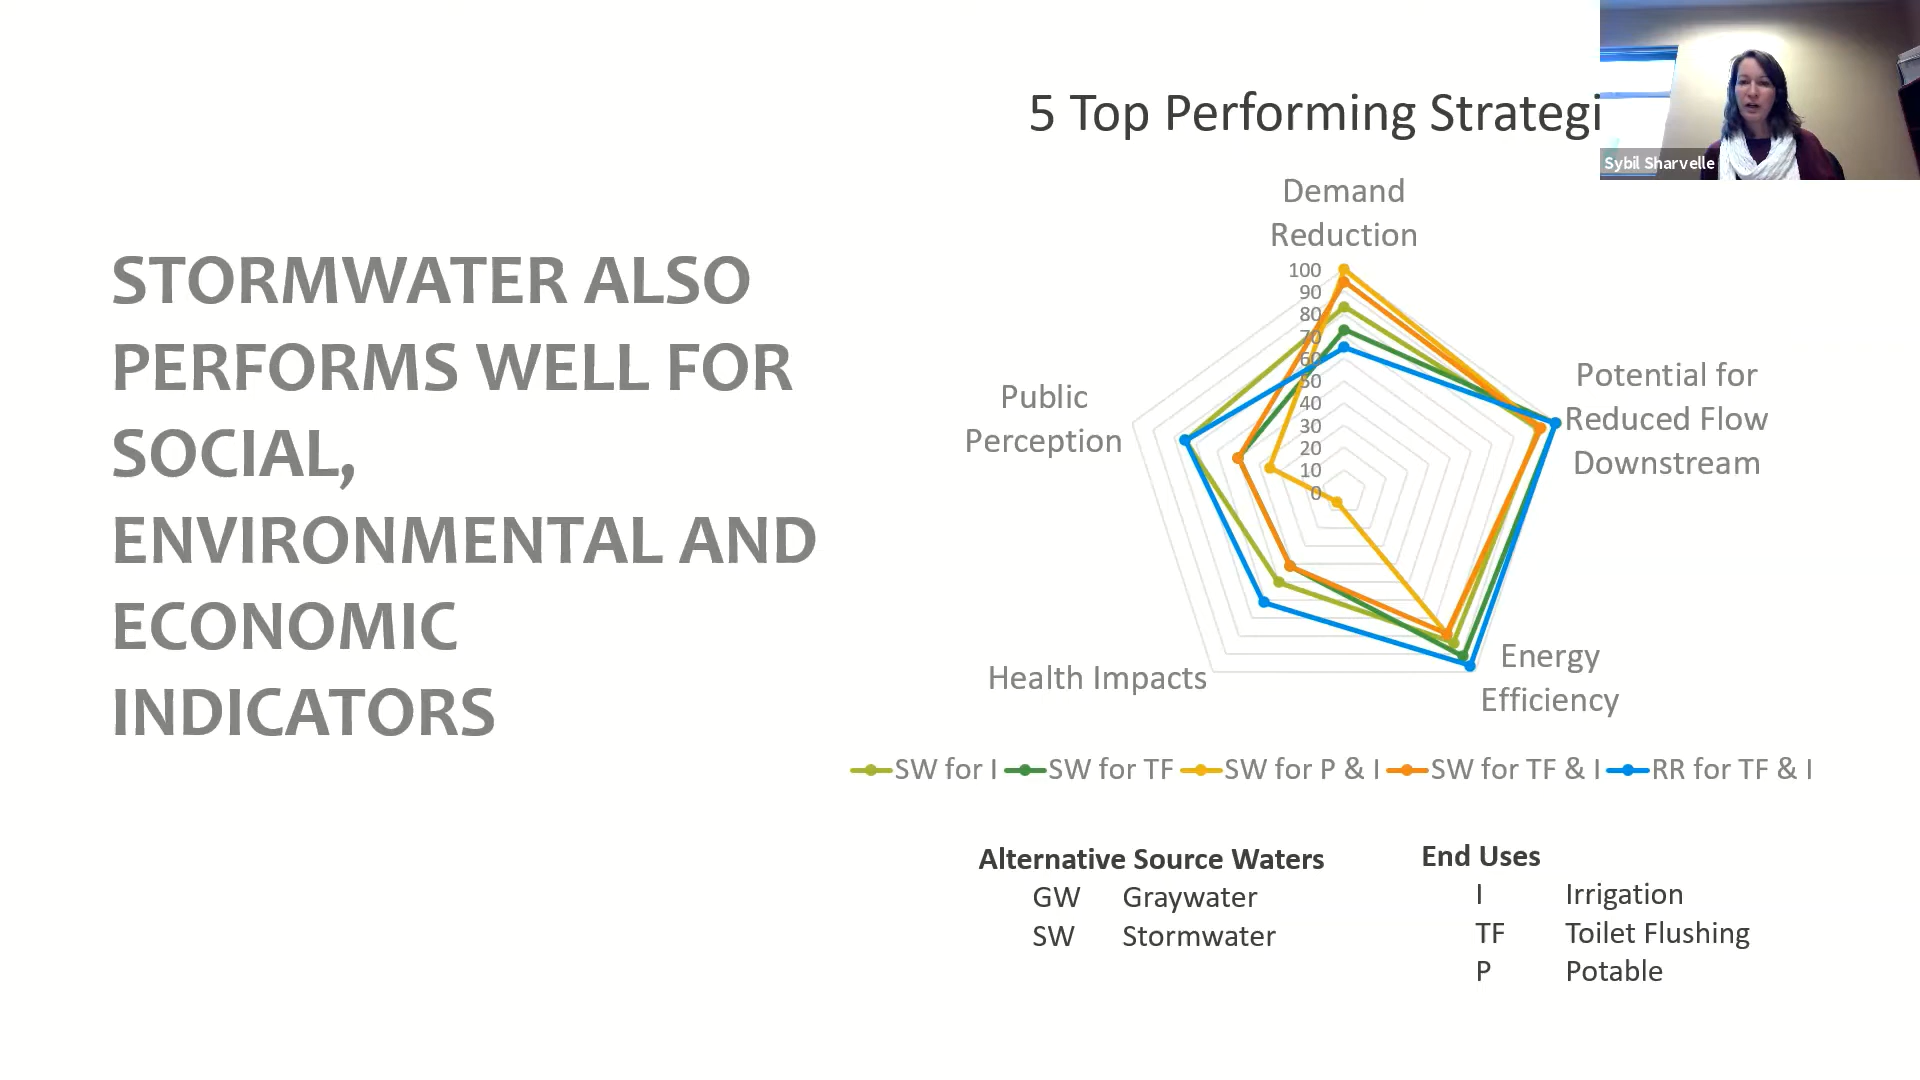 STORMWATER ALSO
PERFORMS WELL FOR
SOCIAL,
ENVIRONMENTAL AND
ECONOMIC
INDICATORS
5 Top Performing Strategi
Sybil Sharvelle
Demand
Reduction
100
90
80
70
60
50
40
30
20
10
0
Potential for
Reduced Flow
Downstream
Public
Perception
Health Impacts
Energy
Efficiency
SW for I SW for TF SW for P & I SW for TF & I RR for TF & I
Alternative Source Waters
GW Graywater
SW Stormwater
End Uses
I Irrigation
TF Toilet Flushing
P Potable